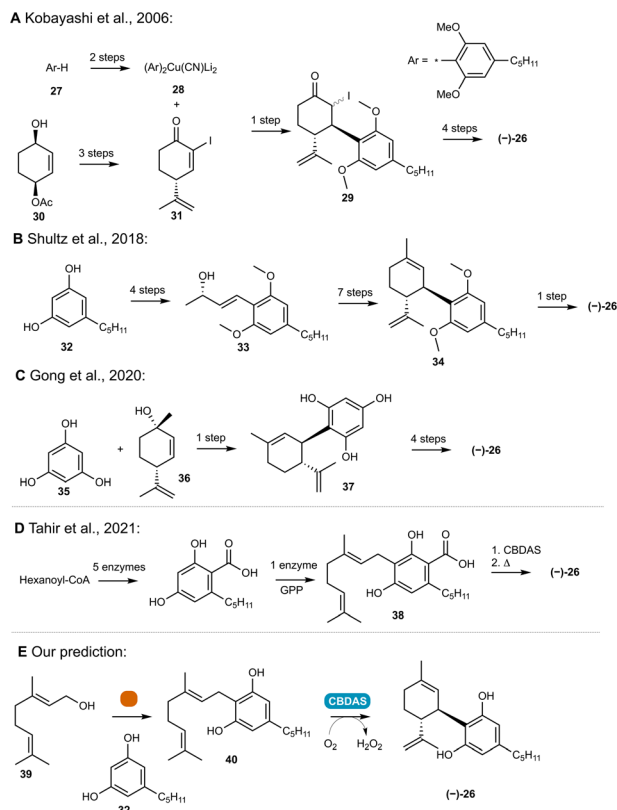 A Kobayashi et al., 2006:
Ar-H
27
2 steps
(Ar)2Cu(CN)Li2
28
+
OH
OAc
30
3 steps
O
I
31
1 step
O
I
O
O
C5H11
29
4 steps
(−)-26
Ar =
*
MeO
MeO
C5H11
B Shultz et al., 2018:
OH
HO
C5H11
32
4 steps
OH
O
O
C5H11
33
7 steps
O
O
C5H11
34
1 step
(−)-26
C Gong et al., 2020:
OH
HO
OH
35
+
HO
36
1 step
HO
OH
OH
37
4 steps
(−)-26
D Tahir et al., 2021:
Hexanoyl-CoA
5 enzymes
OH
O
OH
HO
C5H11
1 enzyme
GPP
OH
O
OH
HO
C5H11
38
1. CBDAS
2. Δ
(−)-26
E Our prediction:
OH
39
HO
OH
C5H11
32
OH
HO
C5H11
40
CBDAS
O2
H2O2
OH
HO
C5H11
(−)-26